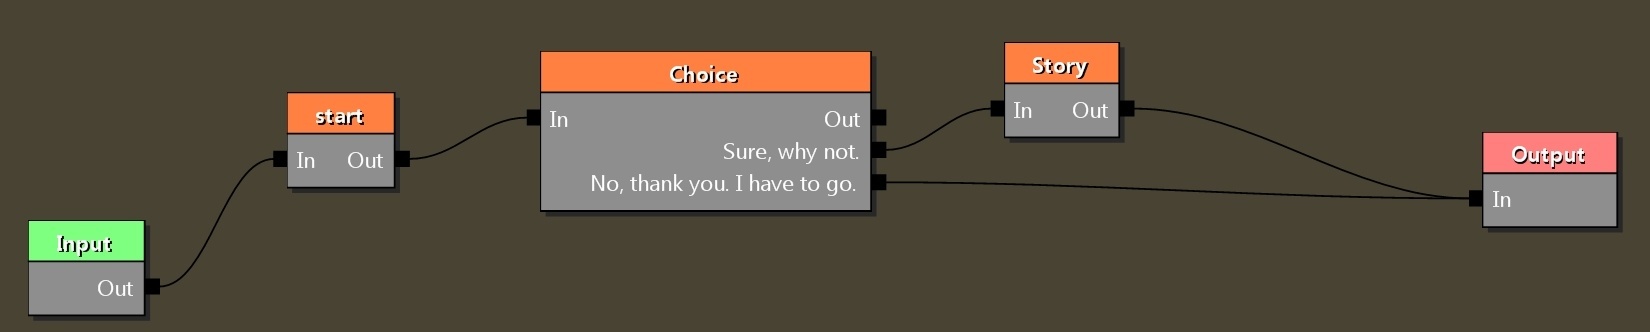 Input
Out
start
In Out
Choice
In Out
Sure, why not.
No, thank you. I have to go.
Story
In Out
Output
In